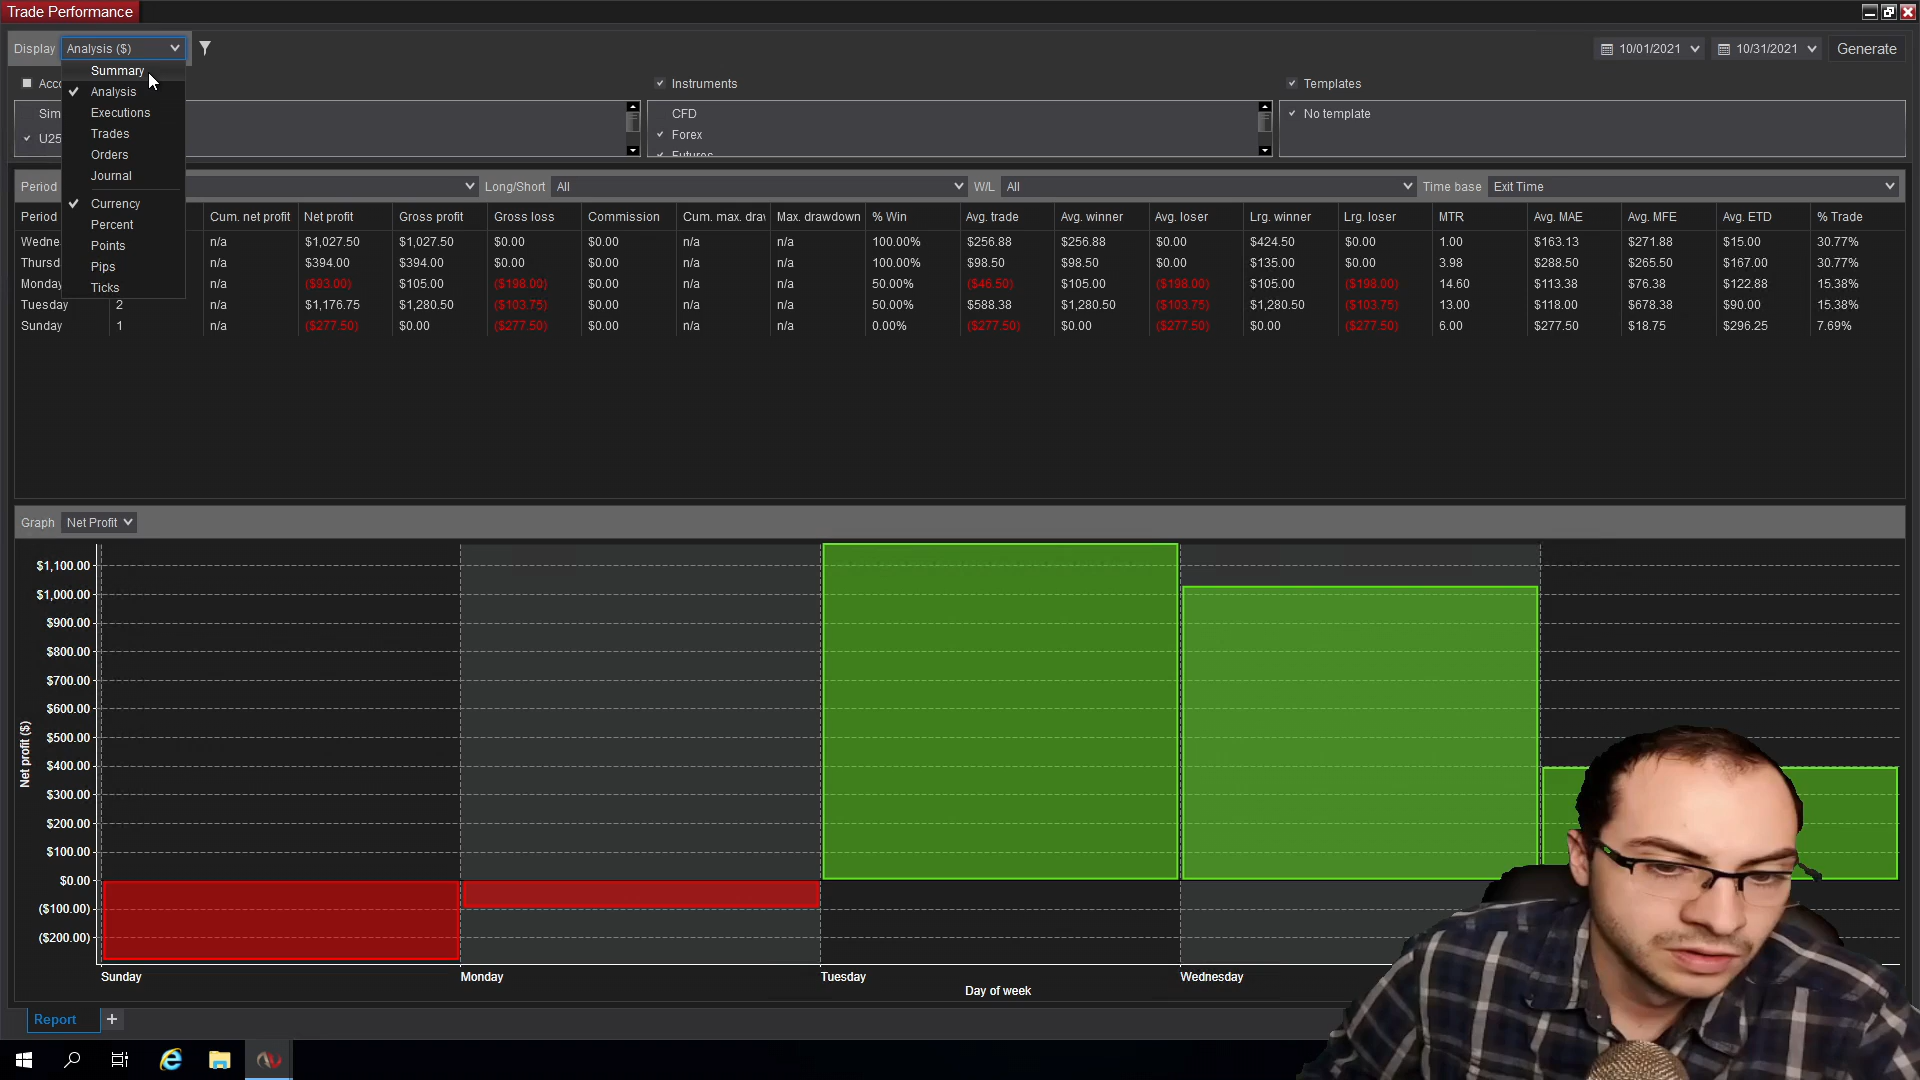 Trade Performance
Display Analysis ($) 10/01/2021 10/31/2021 Generate
Summary
Analysis
Executions
Trades
Orders
Journal
Currency
Percent
Points
Pips
Ticks
Instruments Templates
CFD No template
Forex
Futures
U25
Period Long/Short All W/L All Time base Exit Time
Period Cum. net profit Net profit Gross profit Gross loss Commission Cum. max. drav Max. drawdown % Win Avg. trade Avg. winner Avg. loser Lrg. winner Lrg. loser MTR Avg. MAE Avg. MFE Avg. ETD % Trade
Wedne n/a $1,027.50 $1,027.50 $0.00 $0.00 n/a n/a 100.00% $256.88 $256.88 $0.00 $424.50 $0.00 1.00 $163.13 $271.88 $15.00 30.77%
Thursd n/a $394.00 $394.00 $0.00 $0.00 n/a n/a 100.00% $98.50 $98.50 $0.00 $135.00 $0.00 3.98 $288.50 $265.50 $167.00 30.77%
Monday n/a ($93.00) $105.00 ($198.00) $0.00 n/a n/a 50.00% ($46.50) $105.00 ($198.00) $105.00 ($198.00) 14.60 $113.38 $76.38 $122.88 15.38%
Tuesday 2 n/a $1,176.75 $1,280.50 ($103.75) $0.00 n/a n/a 50.00% $588.38 $1,280.50 ($103.75) $1,280.50 ($103.75) 13.00 $118.00 $678.38 $90.00 15.38%
Sunday 1 n/a ($277.50) $0.00 ($277.50) $0.00 n/a n/a 0.00% ($277.50) $0.00 ($277.50) $0.00 ($277.50) 6.00 $277.50 $18.75 $296.25 7.69%
Graph Net Profit
$1,100.00
$1,000.00
$900.00
$800.00
$700.00
$600.00
$500.00
$400.00
$300.00
$200.00
$100.00
$0.00
($100.00)
($200.00)
Net profit ($)
Sunday Monday Tuesday Wednesday
Day of week
Report +